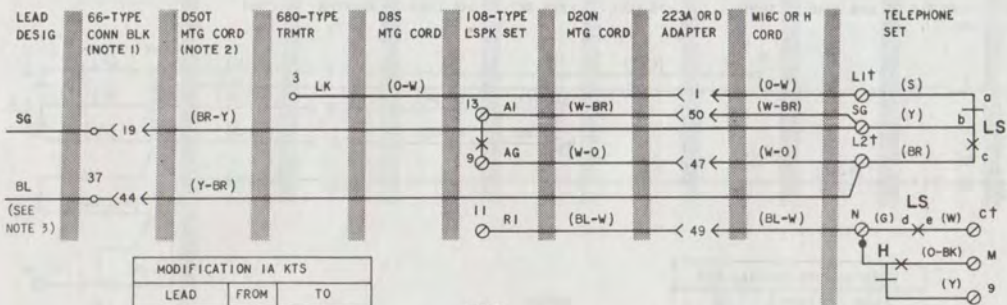 LEAD DESIG
66-TYPE CONN BLK (NOTE 1)
D50T MTG CORD (NOTE 2)
680-TYPE TRMTR
D8S MTG CORD
108-TYPE LSPK SET
D20N MTG CORD
223A OR D ADAPTER
M16C OR H CORD
TELEPHONE SET
3 LK (O-W) 1 (O-W) L1† (S) a
13 A1 (W-BR) 50 (W-BR) SG (Y) b LS
SG 19 (BR-Y)
9 AG (W-O) 47 (W-O) L2† (BR) c
BL 37 44 (Y-BR)
(SEE NOTE 3)
11 R1 (BL-W) 49 (BL-W) N (G) d e (W) C†
LS
H (O-BK) M
(Y) 9
MODIFICATION 1A KTS
LEAD FROM TO